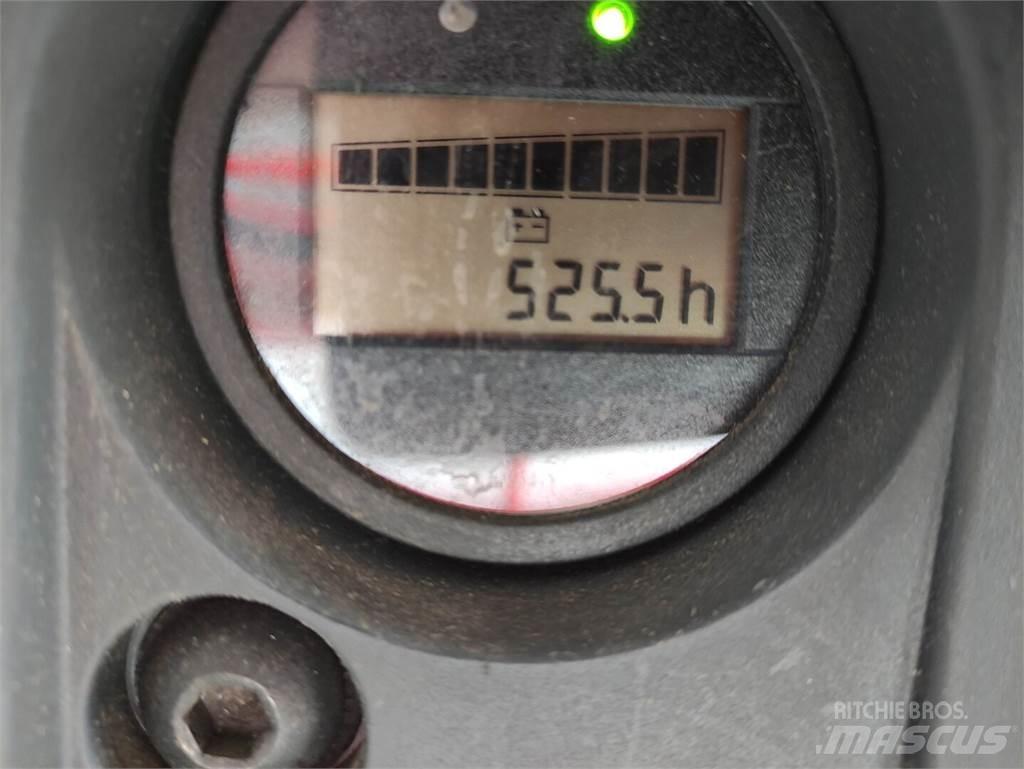 525.5h
RITCHIE BROS.
MASCUS